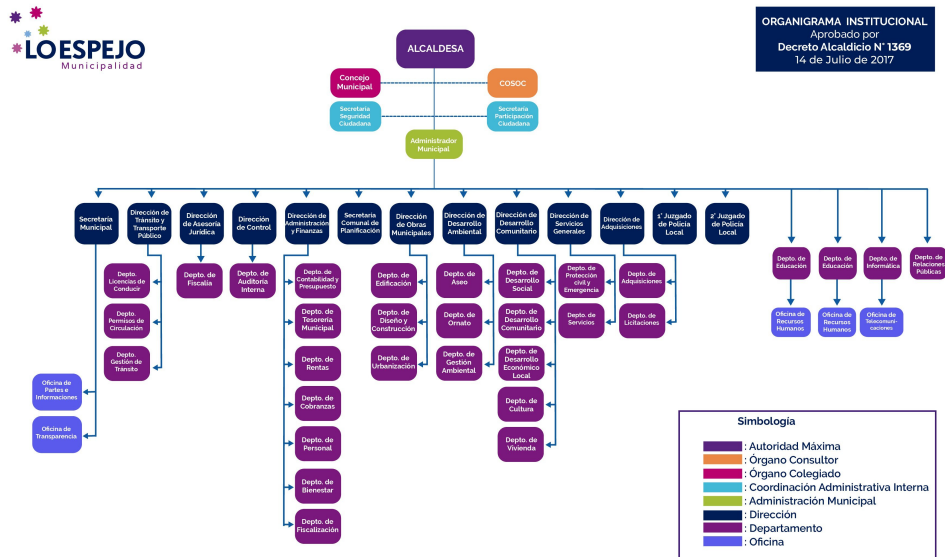 LO ESPEJO
Municipalidad
ORGANIGRAMA INSTITUCIONAL
Aprobado por
Decreto Alcaldicio N° 1369
14 de Julio de 2017
ALCALDESA
Concejo
Municipal
COSOC
Secretaría
Seguridad
Ciudadana
Secretaría
Participación
Ciudadana
Administrador
Municipal
Secretaría
Municipal
Dirección de
Tránsito y
Transporte
Público
Dirección
de Asesoría
Jurídica
Dirección
de Control
Dirección de
Administración
y Finanzas
Secretaría
Comunal de
Planificación
Dirección
de Obras
Municipales
Dirección de
Desarrollo
Ambiental
Dirección de
Desarrollo
Comunitario
Dirección
de Servicios
Generales
Dirección de
Adquisiciones
1° Juzgado
de Policía
Local
2° Juzgado
de Policía
Local
Depto. de
Educación
Depto. de
Educación
Depto. de
Informática
Depto. de
Relaciones
Públicas
Depto.
Licencias de
Conducir
Depto. de
Fiscalía
Depto. de
Auditoría
Interna
Depto. de
Contabilidad y
Presupuesto
Depto. de
Edificación
Depto. de
Aseo
Depto. de
Desarrollo
Social
Depto. de
Protección
civil y
Emergencia
Depto. de
Adquisiciones
Oficina de
Recursos
Humanos
Oficina de
Recursos
Humanos
Oficina de
Telecomuni-
caciones
Depto.
Permisos de
Circulación
Depto. de
Tesorería
Municipal
Depto. de
Diseño y
Construcción
Depto. de
Ornato
Depto. de
Desarrollo
Comunitario
Depto. de
Servicios
Depto. de
Licitaciones
Depto.
Gestión de
Tránsito
Depto. de
Rentas
Depto. de
Urbanización
Depto. de
Gestión
Ambiental
Depto. de
Desarrollo
Económico
Local
Oficina de
Partes e
Informaciones
Depto. de
Cobranzas
Depto. de
Cultura
Oficina de
Transparencia
Depto. de
Personal
Depto. de
Vivienda
Depto. de
Bienestar
Depto. de
Fiscalización
Simbología
: Autoridad Máxima
: Órgano Consultor
: Órgano Colegiado
: Coordinación Administrativa Interna
: Administración Municipal
: Dirección
: Departamento
: Oficina